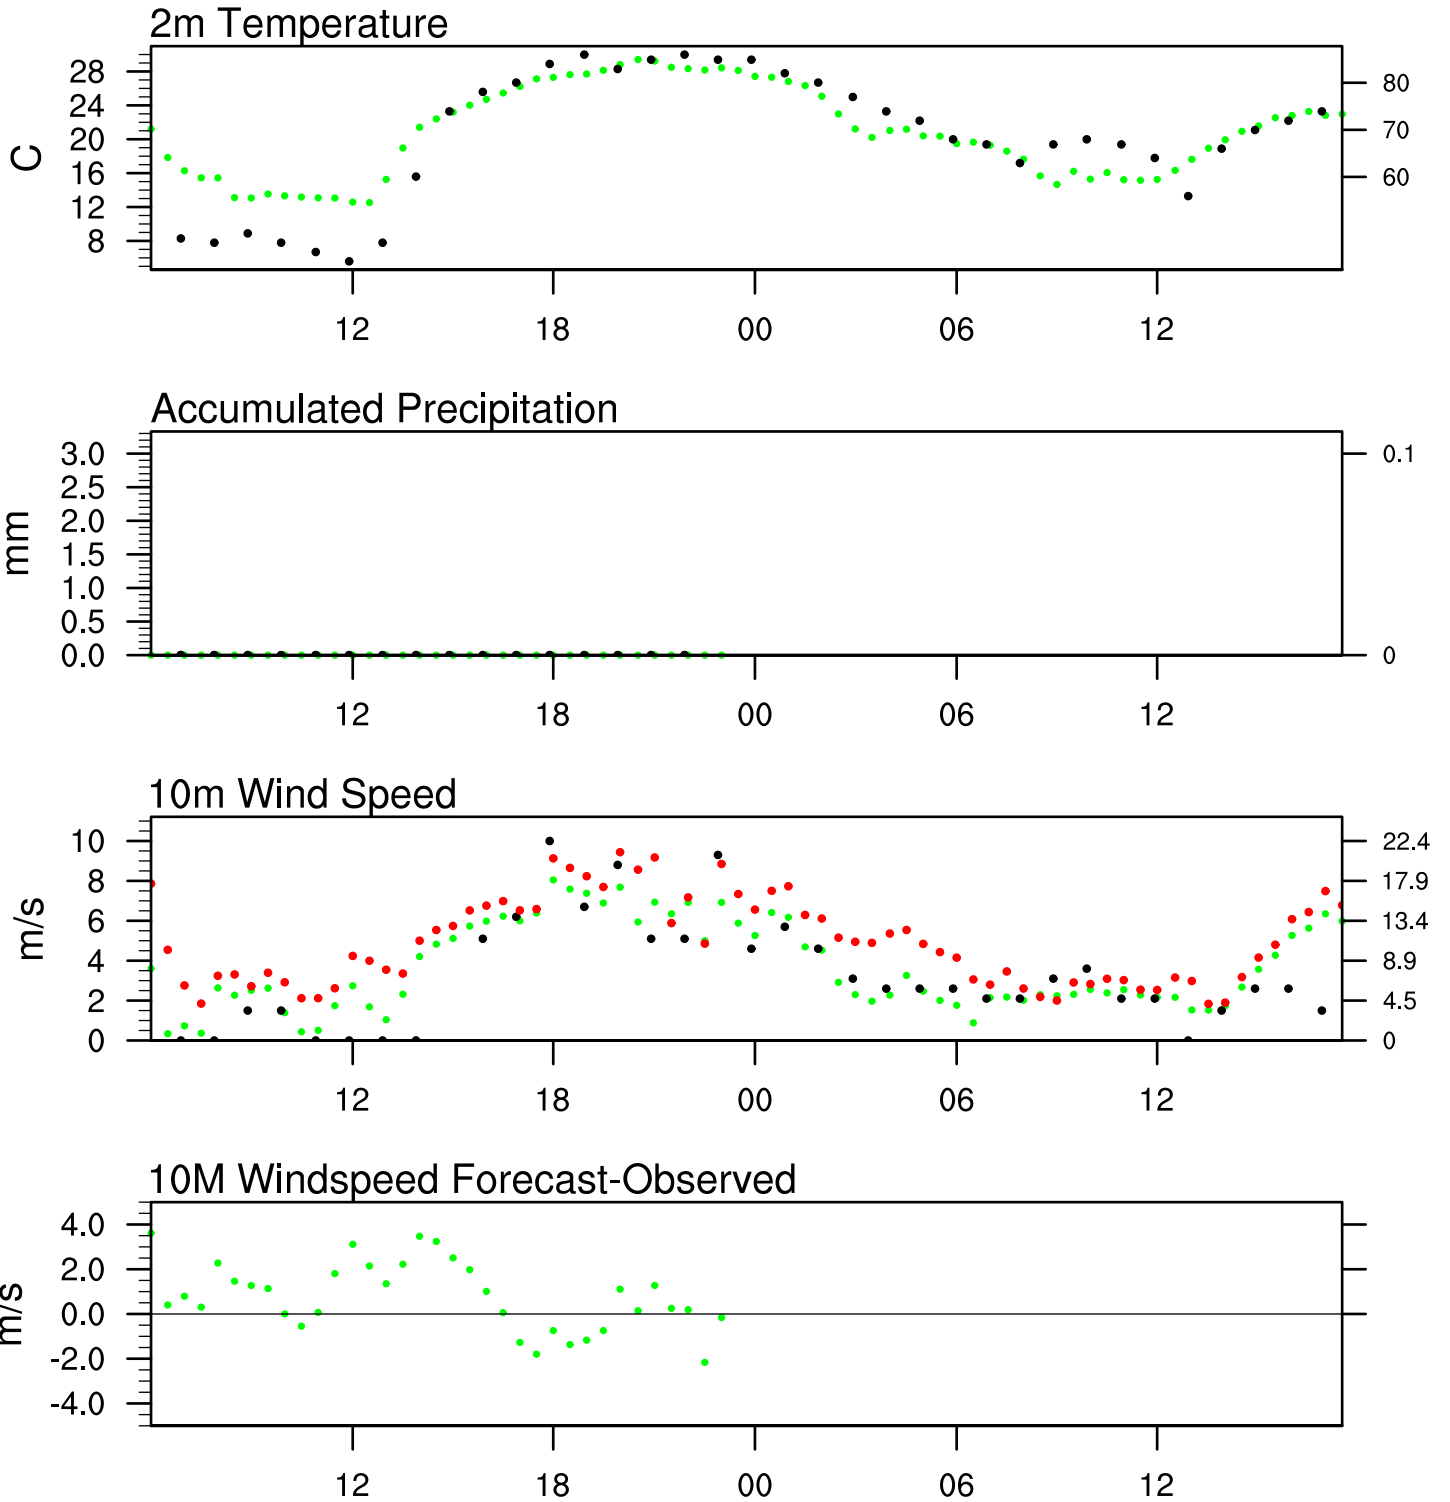 2m Temperature
28
24
20
16
12
8
C
80
70
60
12 18 00 06 12
Accumulated Precipitation
3.0
2.5
2.0
1.5
1.0
0.5
0.0
mm
0.1
0
12 18 00 06 12
10m Wind Speed
10
8
6
4
2
0
m/s
22.4
17.9
13.4
8.9
4.5
0
12 18 00 06 12
10M Windspeed Forecast-Observed
4.0
2.0
0.0
-2.0
-4.0
m/s
12 18 00 06 12